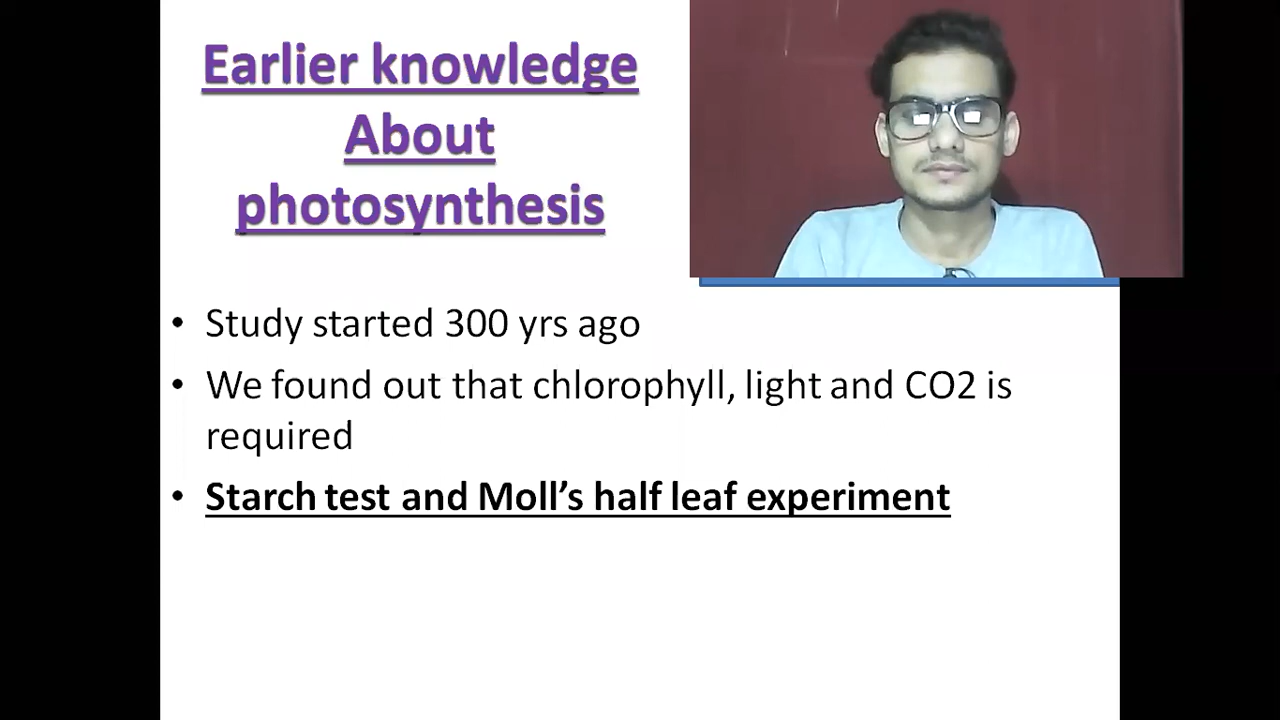 Earlier knowledge
About
photosynthesis
• Study started 300 yrs ago
• We found out that chlorophyll, light and CO2 is
required
• Starch test and Moll's half leaf experiment